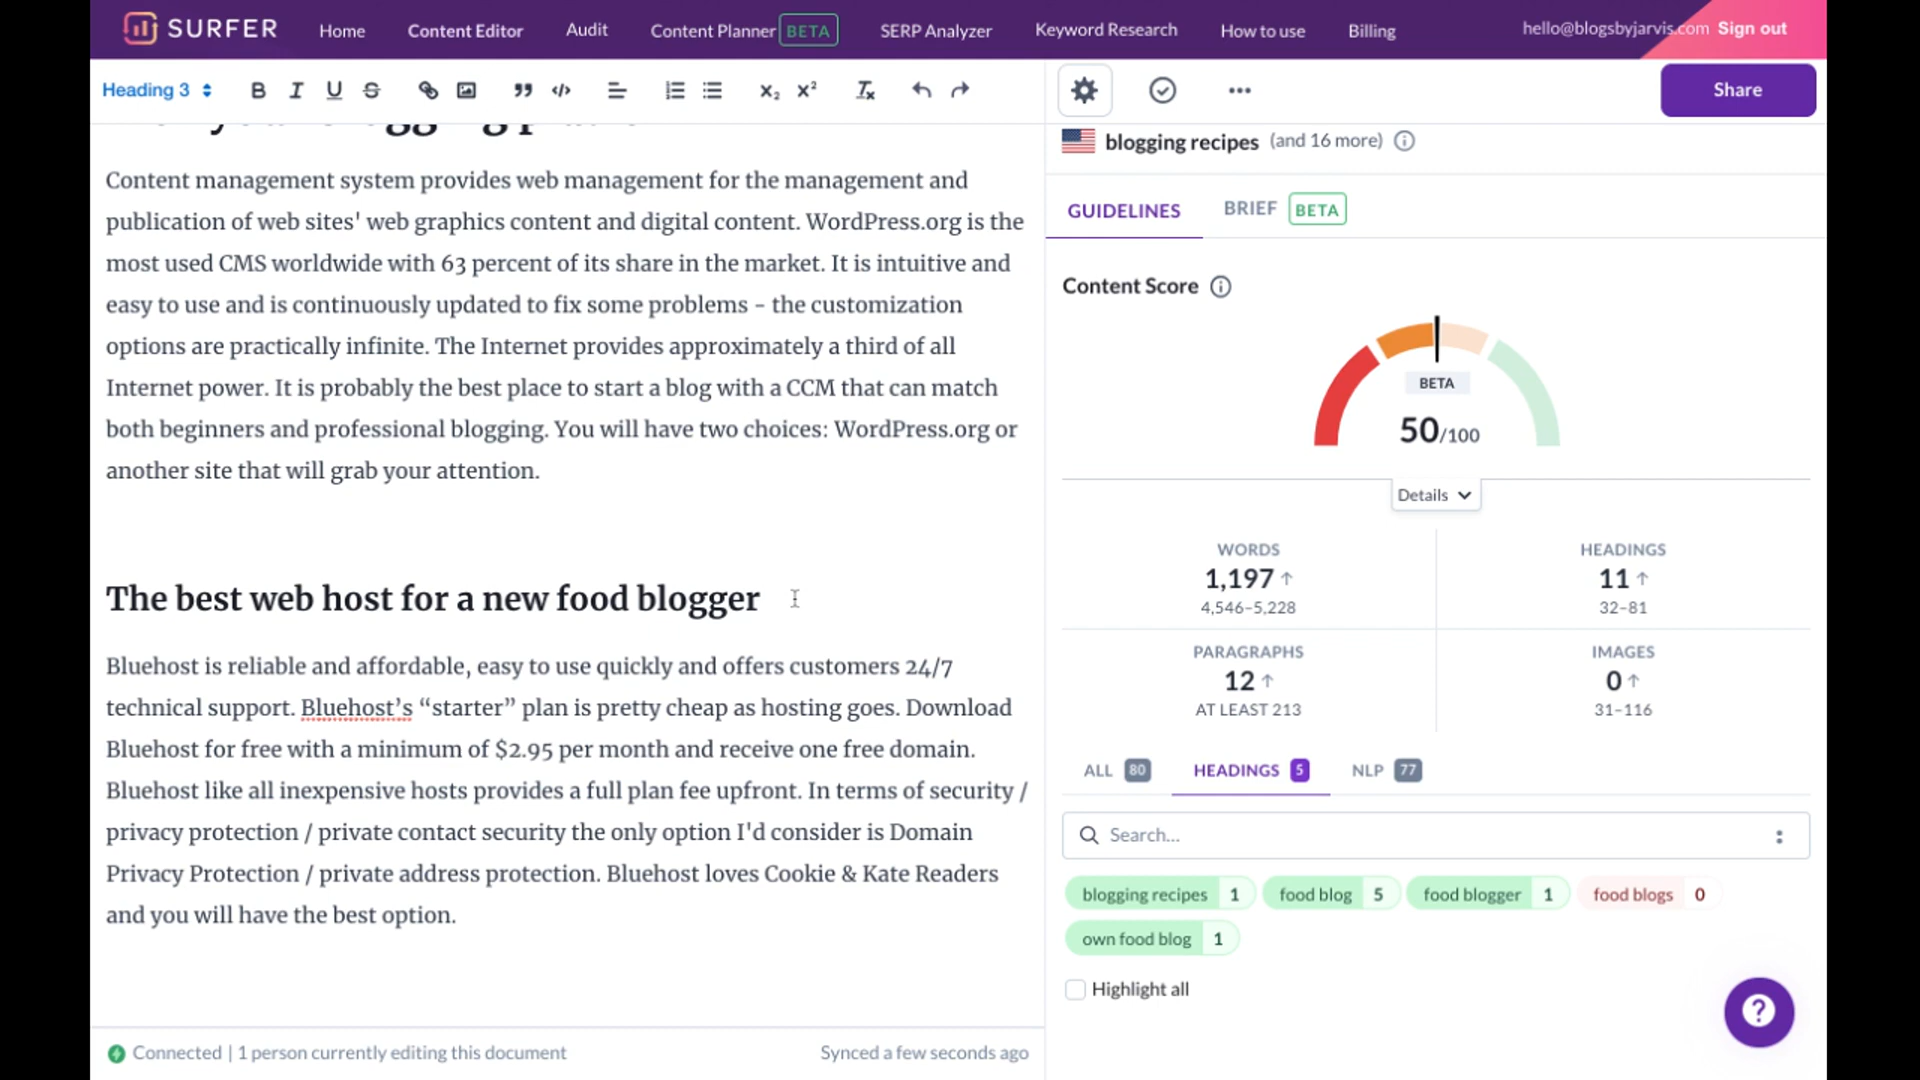 SURFER
Home
Content Editor
Audit
Content Planner BETA
SERP Analyzer
Keyword Research
How to use
Billing
hello@blogsbyjarvis.com
Sign out
Heading 3
B I U S
Share
Content management system provides web management for the management and
publication of web sites' web graphics content and digital content. WordPress.org is the
most used CMS worldwide with 63 percent of its share in the market. It is intuitive and
easy to use and is continuously updated to fix some problems - the customization
options are practically infinite. The Internet provides approximately a third of all
Internet power. It is probably the best place to start a blog with a CCM that can match
both beginners and professional blogging. You will have two choices: WordPress.org or
another site that will grab your attention.
The best web host for a new food blogger
Bluehost is reliable and affordable, easy to use quickly and offers customers 24/7
technical support. Bluehost’s “starter” plan is pretty cheap as hosting goes. Download
Bluehost for free with a minimum of $2.95 per month and receive one free domain.
Bluehost like all inexpensive hosts provides a full plan fee upfront. In terms of security /
privacy protection / private contact security the only option I'd consider is Domain
Privacy Protection / private address protection. Bluehost loves Cookie & Kate Readers
and you will have the best option.
Connected | 1 person currently editing this document
Synced a few seconds ago
blogging recipes (and 16 more)
GUIDELINES
BRIEF BETA
Content Score
BETA
50/100
Details
WORDS
1,197
4,546–5,228
HEADINGS
11
32–81
PARAGRAPHS
12
AT LEAST 213
IMAGES
0
31–116
ALL 80
HEADINGS 5
NLP 77
Search...
blogging recipes 1
food blog 5
food blogger 1
food blogs 0
own food blog 1
Highlight all